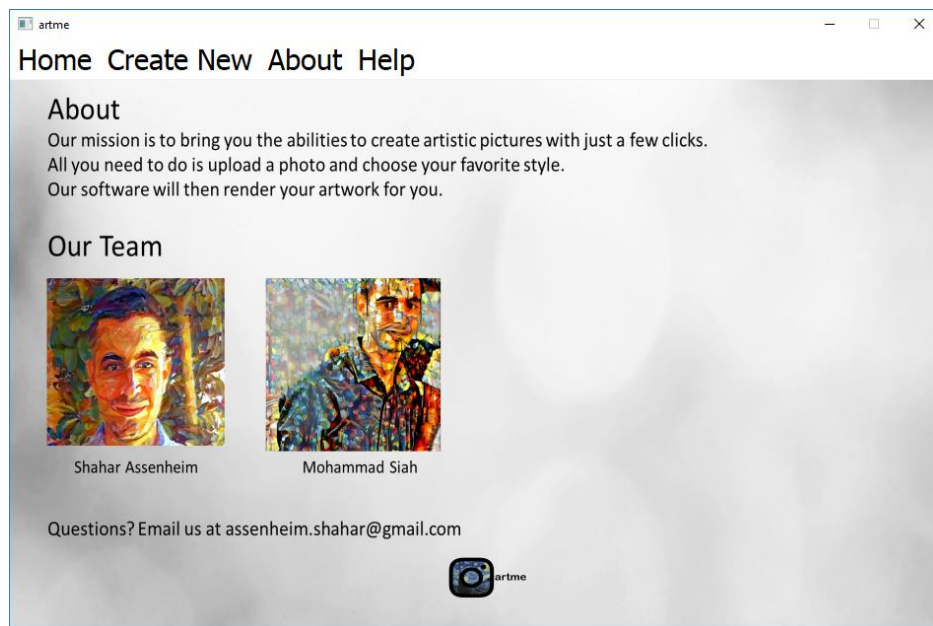 artme
Home Create New About Help
About
Our mission is to bring you the abilities to create artistic pictures with just a few clicks.
All you need to do is upload a photo and choose your favorite style.
Our software will then render your artwork for you.
Our Team
Shahar Assenheim Mohammad Siah
Questions? Email us at assenheim.shahar@gmail.com
artme